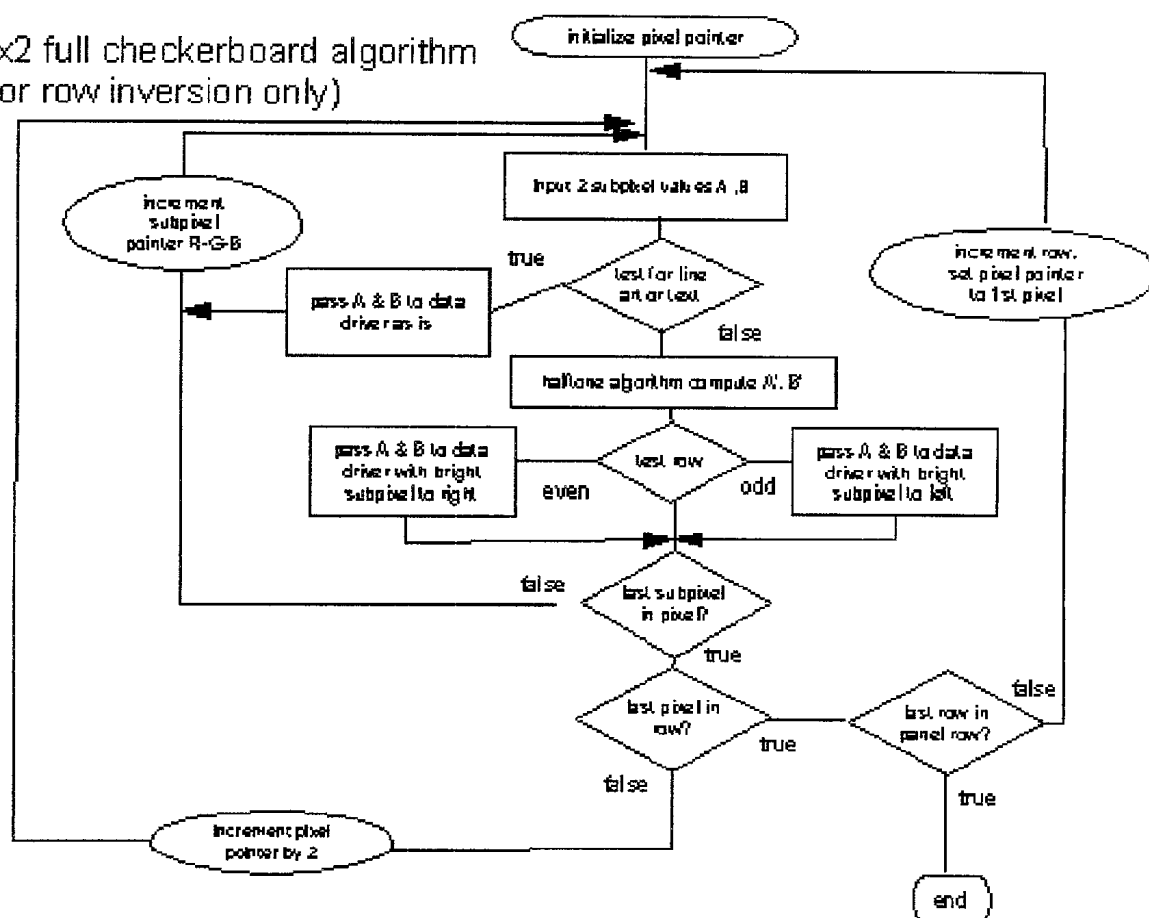 x2 full checkerboard algorithm
or row inversion only)
initialize pixel pointer
Input 2 subpixel values A ,B
increment
subpixel
pointer R-G-B
true
test for line
art or text
increment row,
set pixel pointer
to 1st pixel
pass A & B to data
driver as is
false
halftone algorithm compute A', B'
pass A & B to data
driver with bright
subpixel to right
even
test row
odd
pass A & B to data
driver with bright
subpixel to left
false
last subpixel
in pixel?
true
last pixel in
row?
true
last row in
panel row?
false
false
true
increment pixel
pointer by 2
end